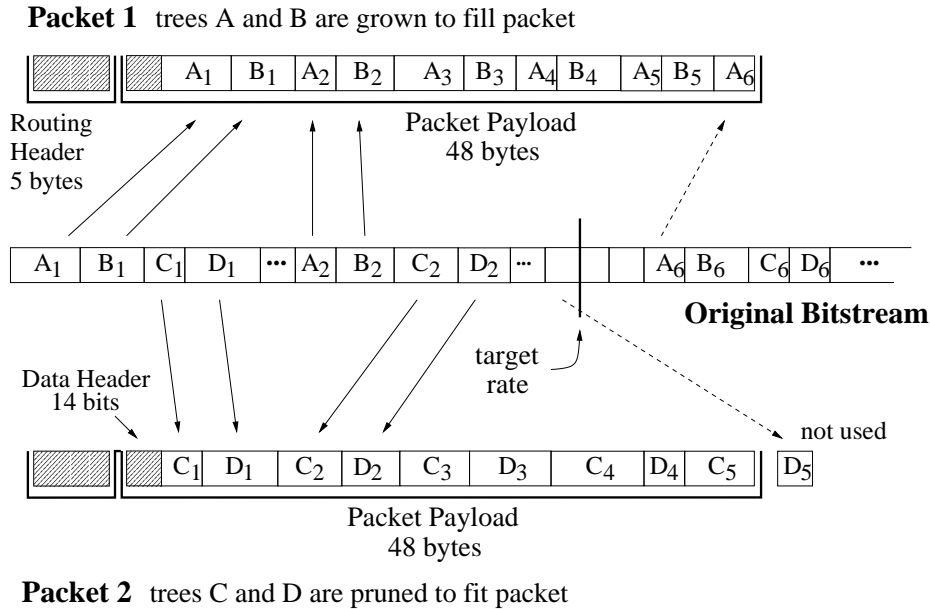 Packet 1 trees A and B are grown to fill packet
A1 B1 A2 B2 A3 B3 A4 B4 A5 B5 A6
Routing
Header
5 bytes
Packet Payload
48 bytes
A1 B1 C1 D1 ... A2 B2 C2 D2 ... A6 B6 C6 D6 ...
Original Bitstream
target
rate
Data Header
14 bits
not used
C1 D1 C2 D2 C3 D3 C4 D4 C5 D5
Packet Payload
48 bytes
Packet 2 trees C and D are pruned to fit packet